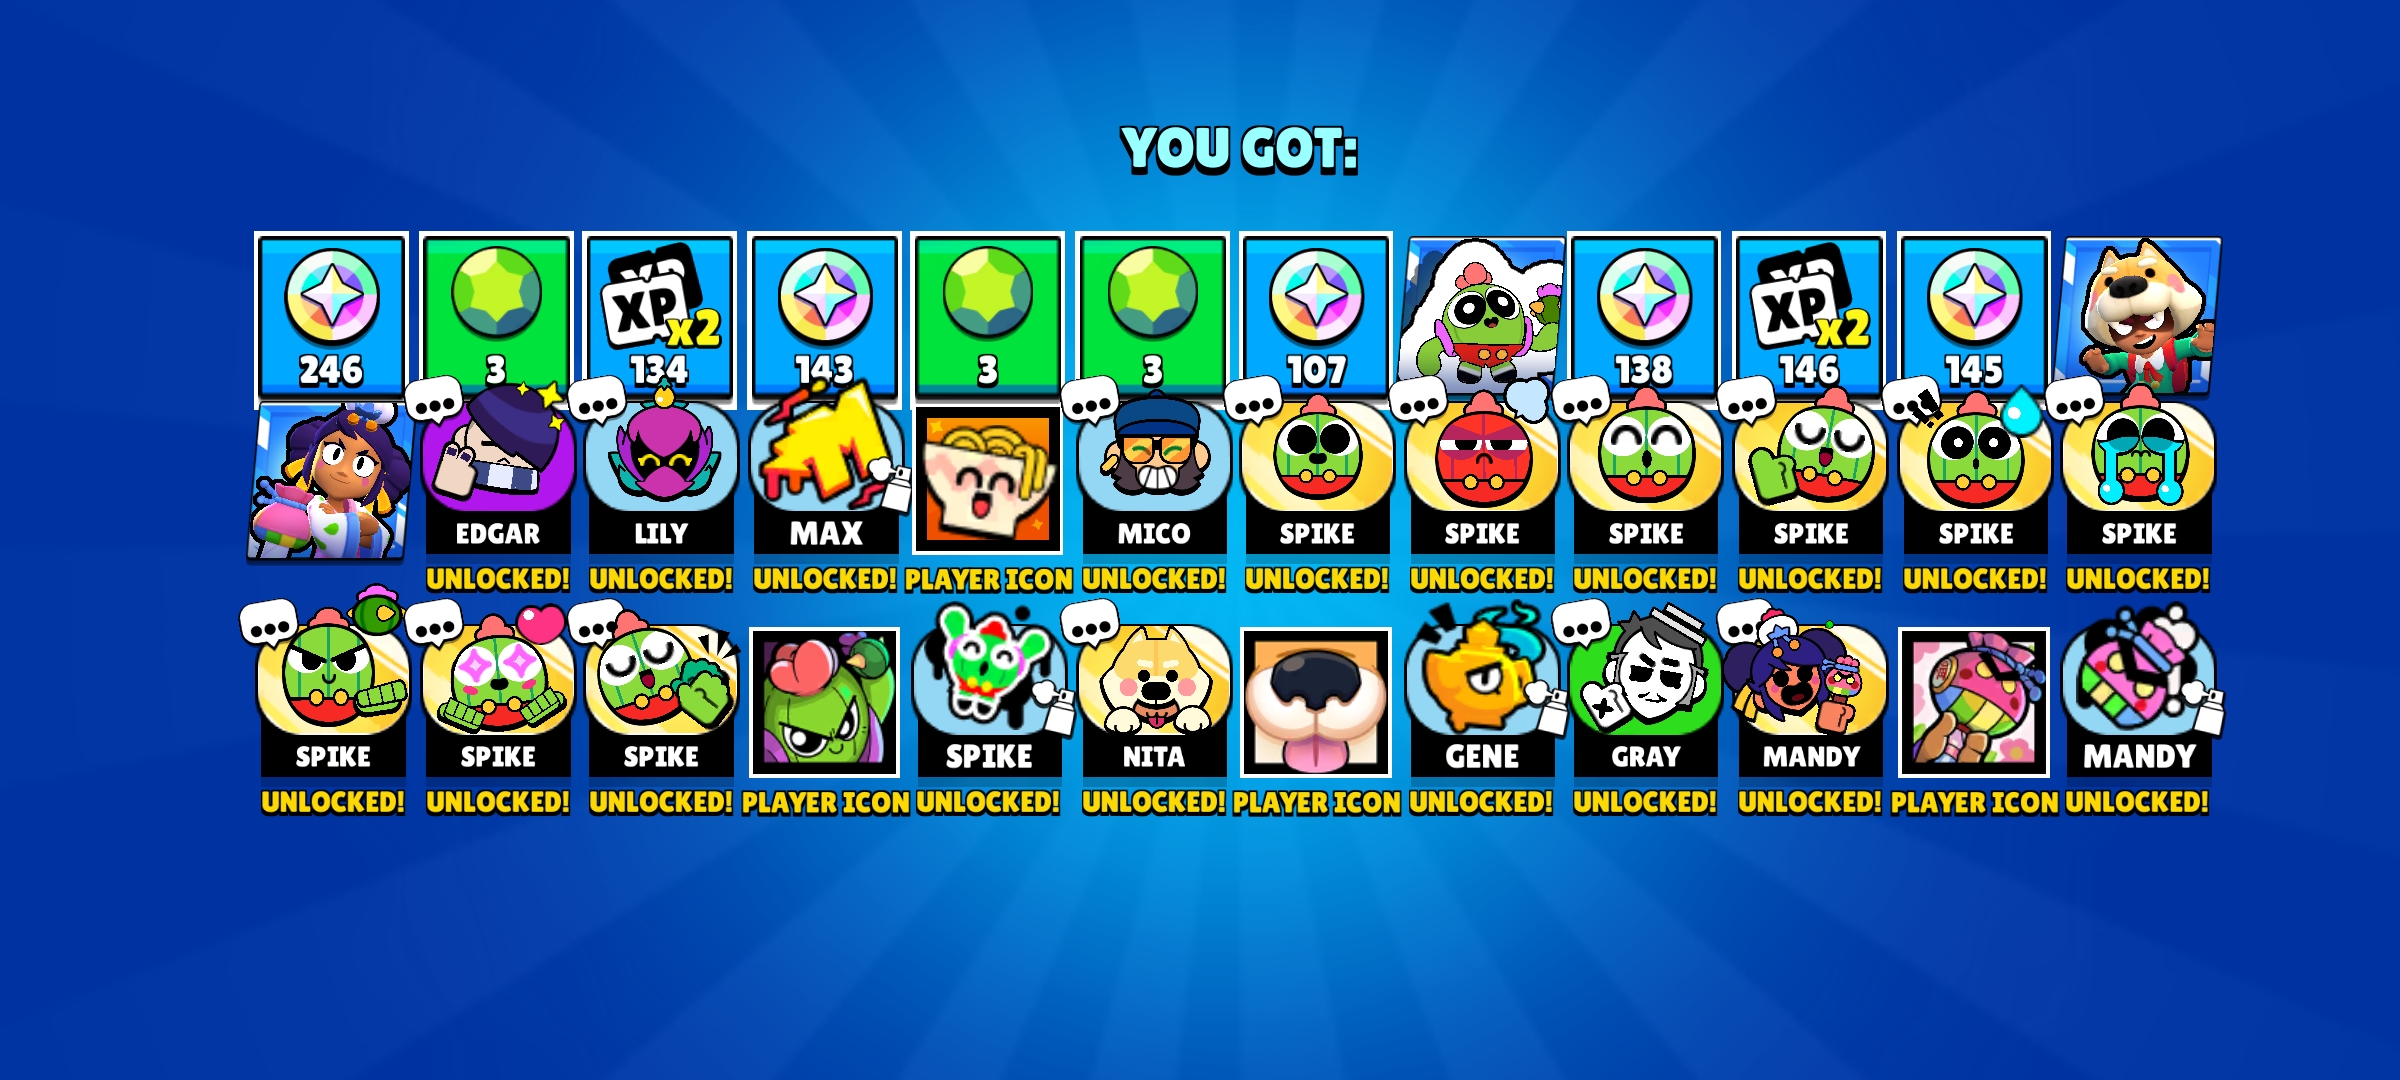 YOU GOT:
XP x2 XP x2
246 3 134 143 3 3 107 138 146 145
EDGAR LILY MAX MICO SPIKE SPIKE SPIKE SPIKE SPIKE SPIKE
UNLOCKED! UNLOCKED! UNLOCKED! PLAYER ICON UNLOCKED! UNLOCKED! UNLOCKED! UNLOCKED! UNLOCKED! UNLOCKED! UNLOCKED!
SPIKE SPIKE SPIKE SPIKE NITA GENE GRAY MANDY MANDY
UNLOCKED! UNLOCKED! UNLOCKED! PLAYER ICON UNLOCKED! UNLOCKED! PLAYER ICON UNLOCKED! UNLOCKED! UNLOCKED! PLAYER ICON UNLOCKED!